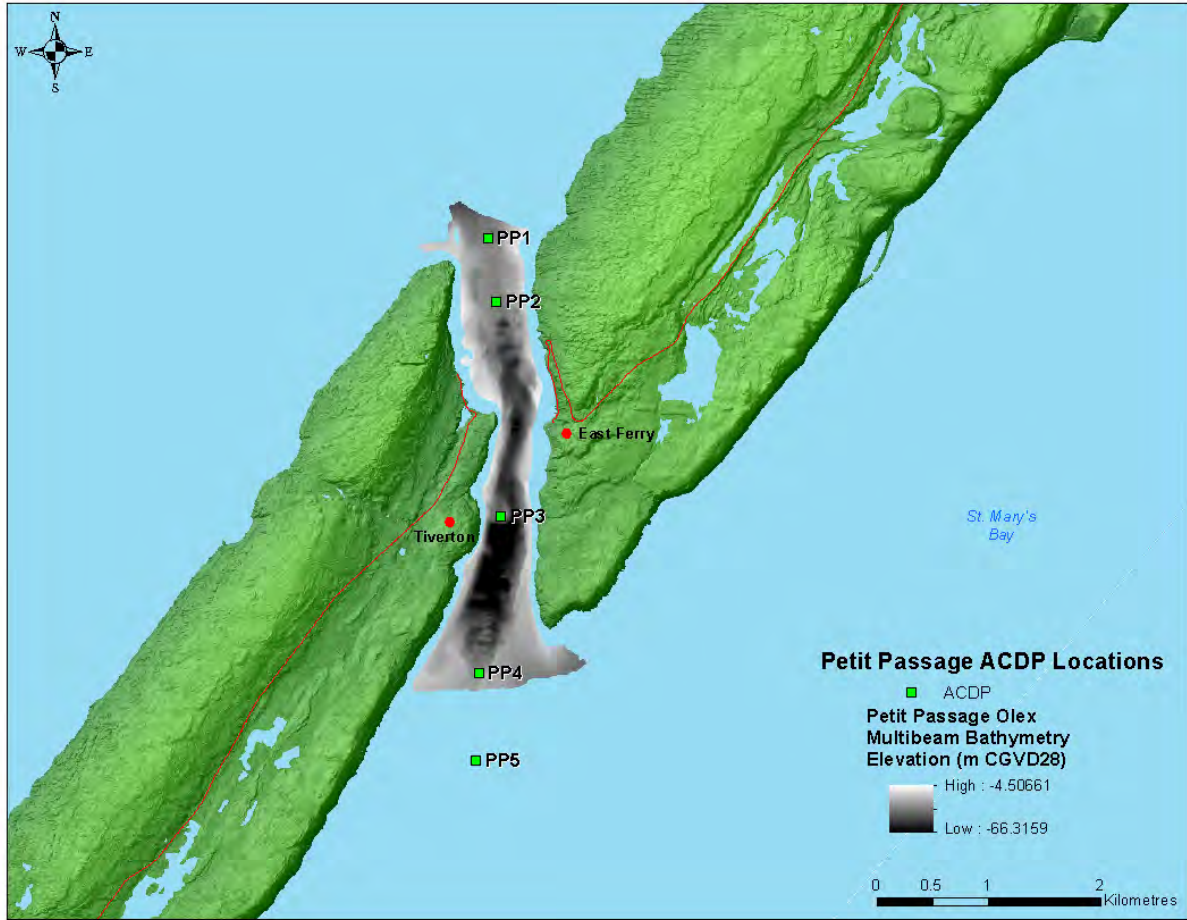 N
W E
S
PP1
PP2
East Ferry
PP3
Tiverton
St. Mary's
Bay
PP4
PP5
Petit Passage ACDP Locations
ACDP
Petit Passage Olex
Multibeam Bathymetry
Elevation (m CGVD28)
High : -4.50661
Low : -66.3159
0 0.5 1 2
Kilometres